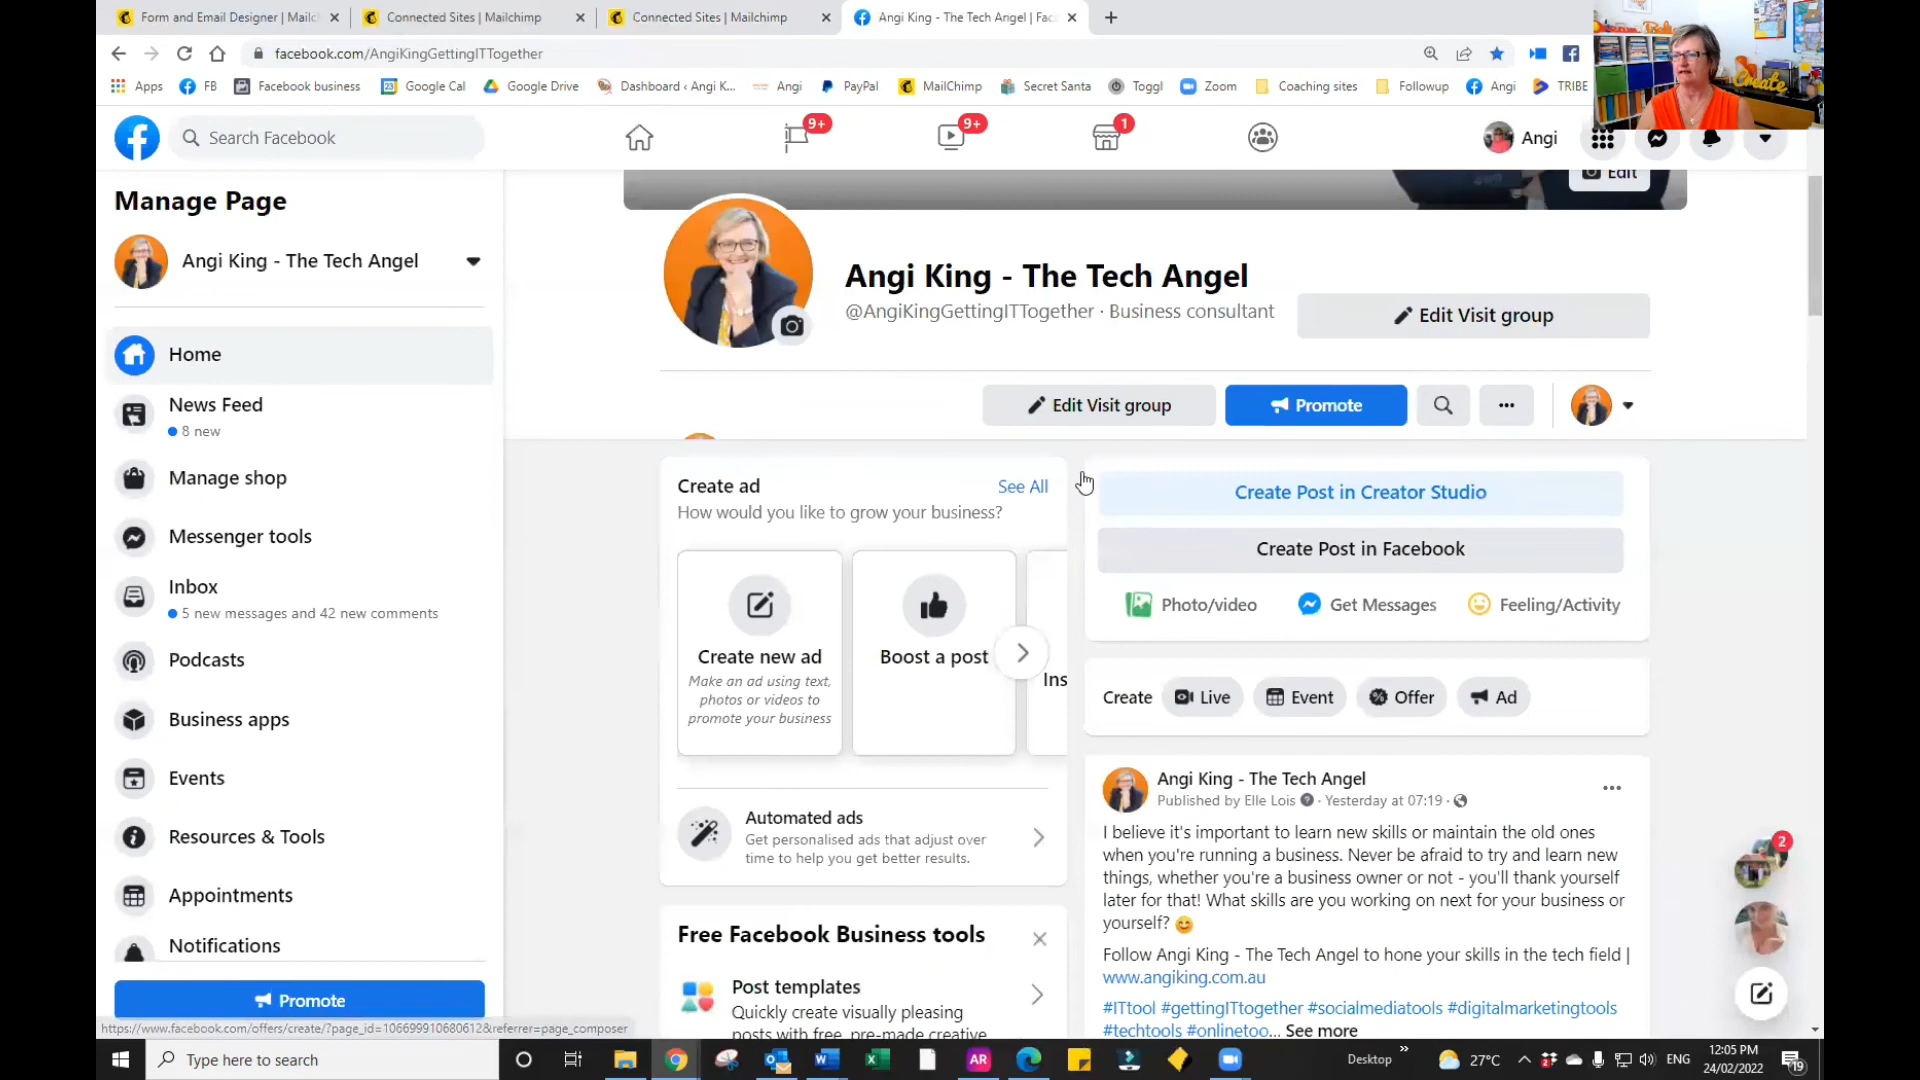 Form and Email Designer | Mailch
Connected Sites | Mailchimp
Connected Sites | Mailchimp
Angi King - The Tech Angel | Fac
facebook.com/AngiKingGettingITTogether
Apps
FB
Facebook business
Google Cal
Google Drive
Dashboard ‹ Angi K...
Angi
PayPal
MailChimp
Secret Santa
Toggl
Zoom
Coaching sites
Followup
Angi
TRIBE
Create
Search Facebook
9+
9+
1
Angi
Manage Page
Angi King - The Tech Angel
Home
News Feed
8 new
Manage shop
Messenger tools
Inbox
5 new messages and 42 new comments
Podcasts
Business apps
Events
Resources & Tools
Appointments
Notifications
Promote
https://www.facebook.com/offers/create/?page_id=106699910680612&referrer=page_composer
Edit
Angi King - The Tech Angel
@AngiKingGettingITTogether · Business consultant
Edit Visit group
Edit Visit group
Promote
Create ad
See All
How would you like to grow your business?
Create new ad
Make an ad using text,
photos or videos to
promote your business
Boost a post
Ins
Automated ads
Get personalised ads that adjust over
time to help you get better results.
Free Facebook Business tools
Post templates
Quickly create visually pleasing
posts with free, pre-made creative
Create Post in Creator Studio
Create Post in Facebook
Photo/video
Get Messages
Feeling/Activity
Create
Live
Event
Offer
Ad
Angi King - The Tech Angel
Published by Elle Lois · Yesterday at 07:19 ·
I believe it's important to learn new skills or maintain the old ones
when you're running a business. Never be afraid to try and learn new
things, whether you're a business owner or not - you'll thank yourself
later for that! What skills are you working on next for your business or
yourself? 😊
Follow Angi King - The Tech Angel to hone your skills in the tech field |
www.angiking.com.au
#ITtool #gettingITtogether #socialmediatools #digitalmarketingtools
#techtools #onlinetoo... See more
2
Type here to search
Desktop
27°C
ENG
12:05 PM
24/02/2022
19